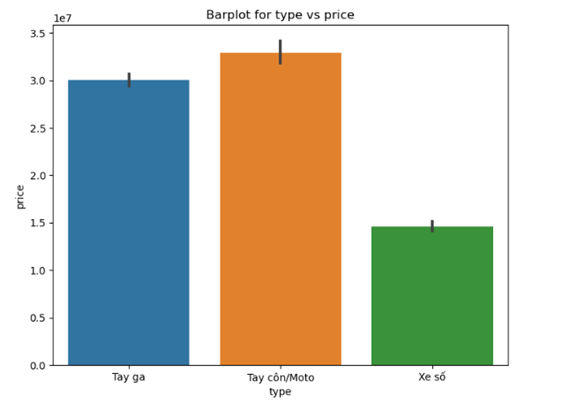 Barplot for type vs price
1e7
3.5
3.0
2.5
2.0
1.5
1.0
0.5
0.0
price
Tay ga Tay côn/Moto Xe số
type